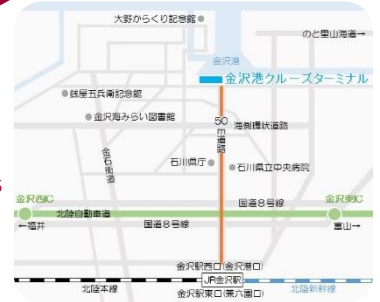 大野からくり記念館
のと里山海道→
金沢港
金沢港クルーズターミナル
銭屋五兵衛記念館
金沢海みらい図書館
50m道路
海側環状道路
金石街道
石川県庁
石川県立中央病院
金沢西IC
国道8号線
金沢東IC
北陸自動車道
←福井
国道8号線
富山→
金沢駅西口(金沢港口)
JR金沢駅
北陸本線
金沢駅東口(兼六園口)
北陸新幹線